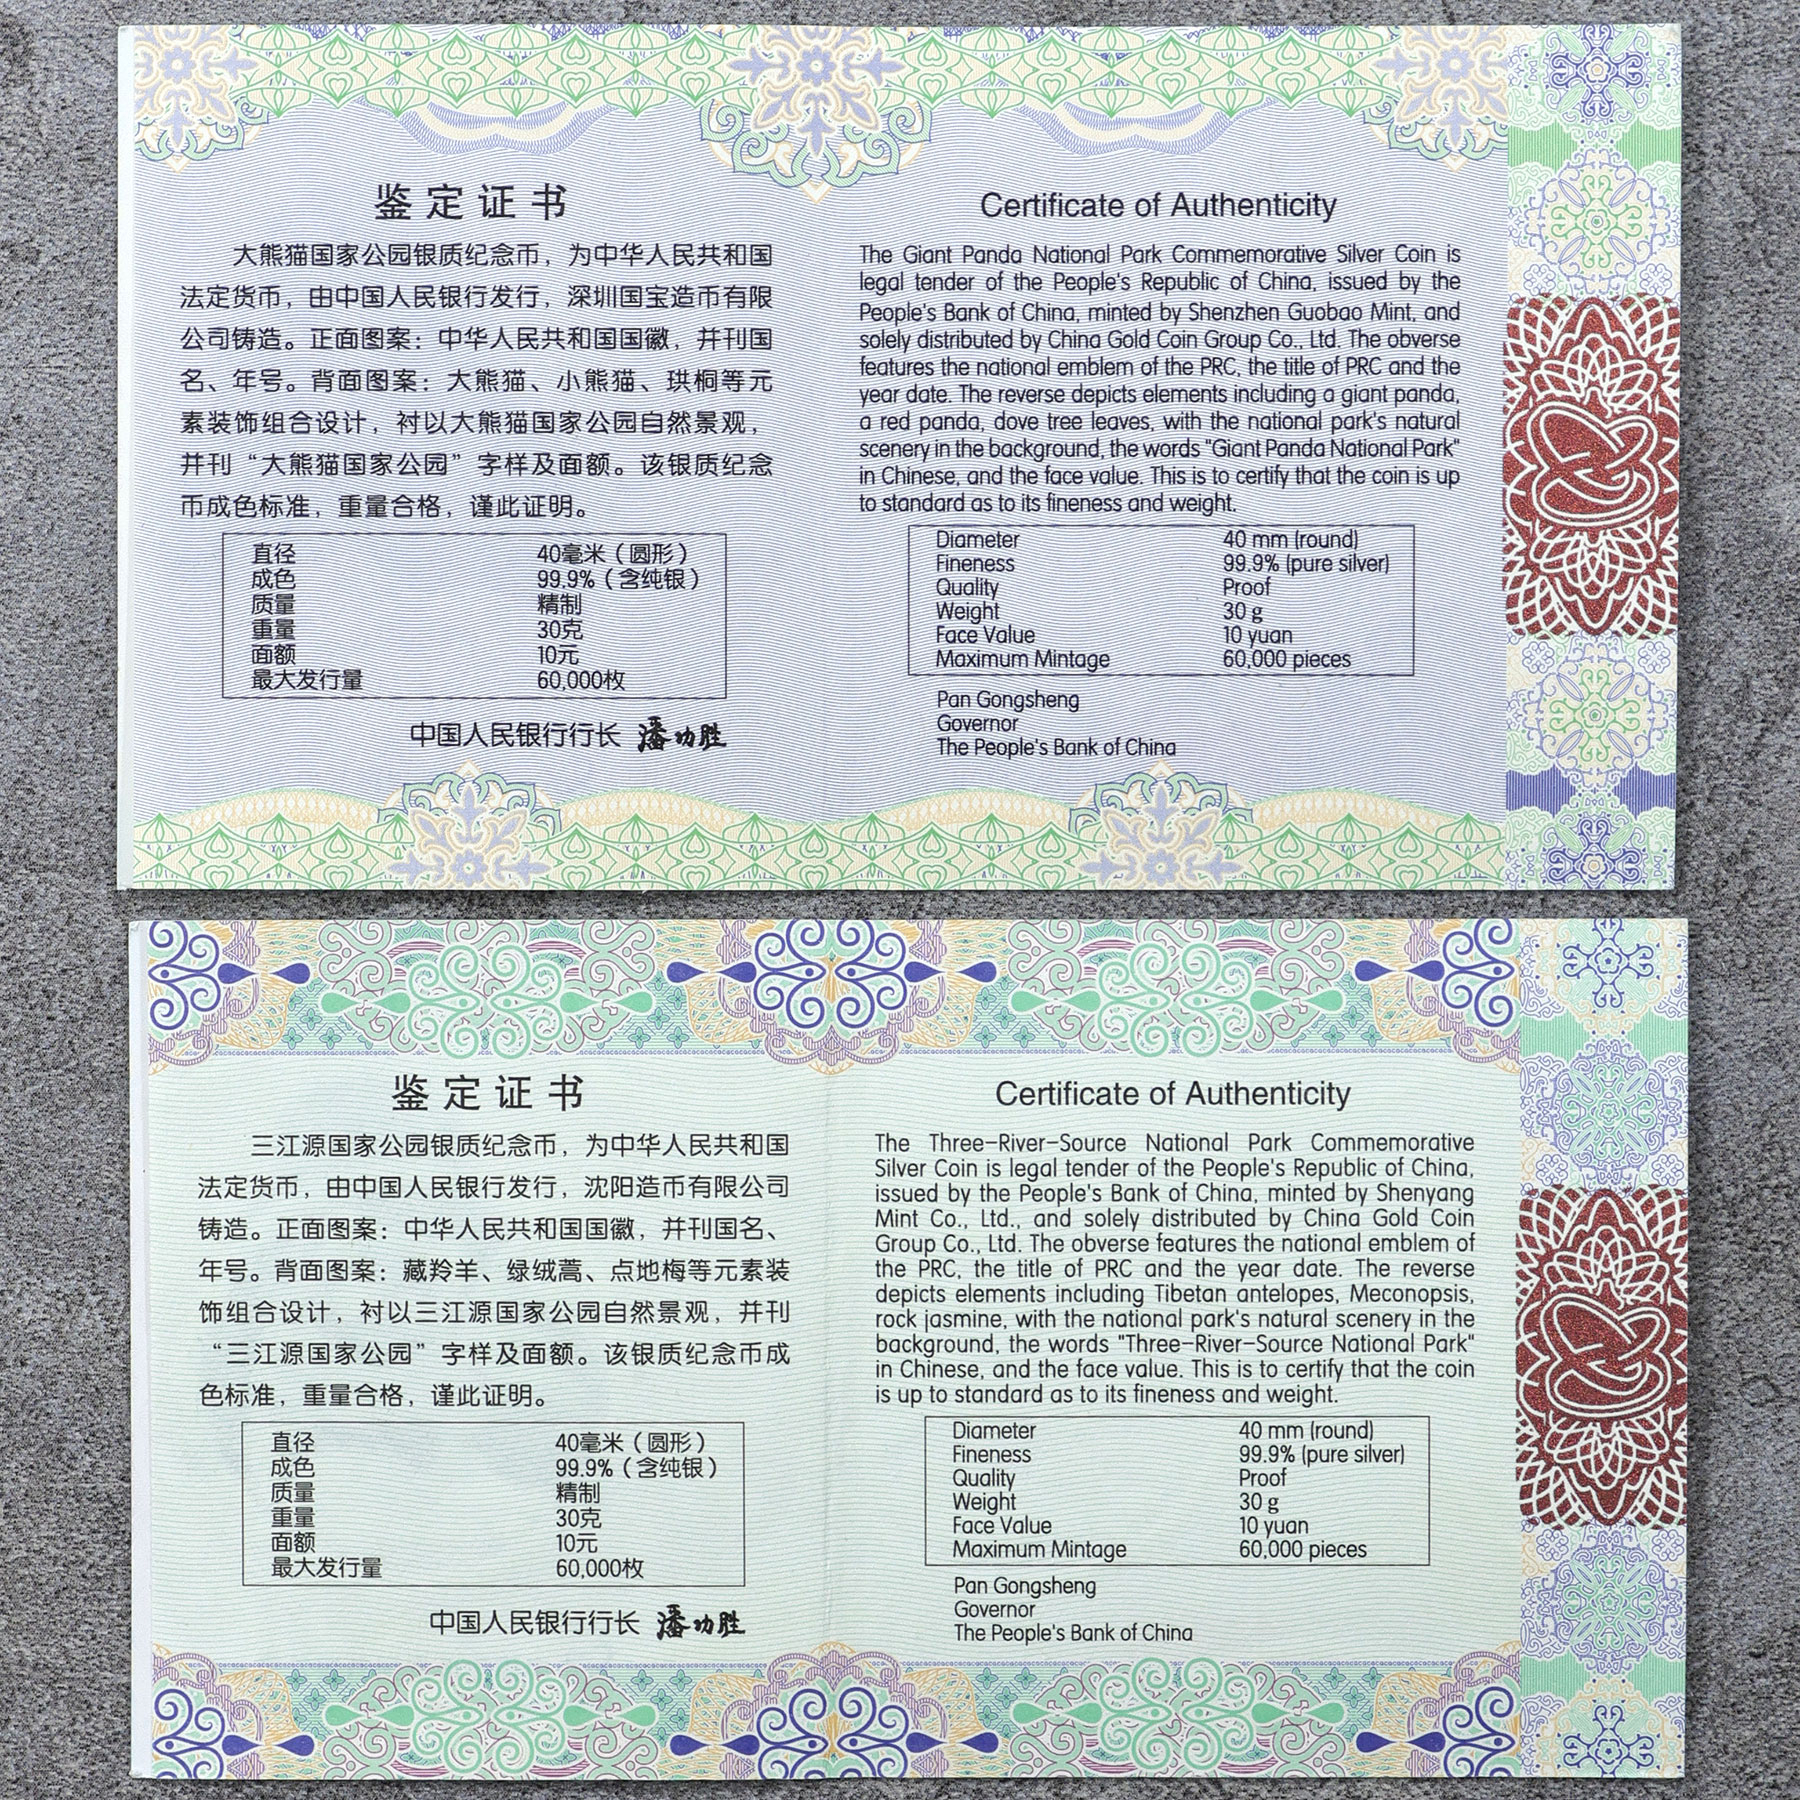 鉴定证书
大熊猫国家公园银质纪念币，为中华人民共和国
法定货币，由中国人民银行发行，深圳国宝造币有限
公司铸造。正面图案：中华人民共和国国徽，并刊国
名、年号。背面图案：大熊猫、小熊猫、珙桐等元
素装饰组合设计，衬以大熊猫国家公园自然景观，
并刊“大熊猫国家公园”字样及面额。该银质纪念
币成色标准，重量合格，谨此证明。
直径 40毫米（圆形）
成色 99.9%（含纯银）
质量 精制
重量 30克
面额 10元
最大发行量 60,000枚
中国人民银行行长 潘功胜
Certificate of Authenticity
The Giant Panda National Park Commemorative Silver Coin is
legal tender of the People's Republic of China, issued by the
People's Bank of China, minted by Shenzhen Guobao Mint, and
solely distributed by China Gold Coin Group Co., Ltd. The obverse
features the national emblem of the PRC, the title of PRC and the
year date. The reverse depicts elements including a giant panda,
a red panda, dove tree leaves, with the national park's natural
scenery in the background, the words "Giant Panda National Park"
in Chinese, and the face value. This is to certify that the coin is up
to standard as to its fineness and weight.
Diameter 40 mm (round)
Fineness 99.9% (pure silver)
Quality Proof
Weight 30 g
Face Value 10 yuan
Maximum Mintage 60,000 pieces
Pan Gongsheng
Governor
The People's Bank of China
鉴定证书
三江源国家公园银质纪念币，为中华人民共和国
法定货币，由中国人民银行发行，沈阳造币有限公司
铸造。正面图案：中华人民共和国国徽，并刊国名、
年号。背面图案：藏羚羊、绿绒蒿、点地梅等元素装
饰组合设计，衬以三江源国家公园自然景观，并刊
“三江源国家公园”字样及面额。该银质纪念币成
色标准，重量合格，谨此证明。
直径 40毫米（圆形）
成色 99.9%（含纯银）
质量 精制
重量 30克
面额 10元
最大发行量 60,000枚
中国人民银行行长 潘功胜
Certificate of Authenticity
The Three-River-Source National Park Commemorative
Silver Coin is legal tender of the People's Republic of China,
issued by the People's Bank of China, minted by Shenyang
Mint Co., Ltd., and solely distributed by China Gold Coin
Group Co., Ltd. The obverse features the national emblem of
the PRC, the title of PRC and the year date. The reverse
depicts elements including Tibetan antelopes, Meconopsis,
rock jasmine, with the national park's natural scenery in the
background, the words "Three-River-Source National Park"
in Chinese, and the face value. This is to certify that the coin
is up to standard as to its fineness and weight.
Diameter 40 mm (round)
Fineness 99.9% (pure silver)
Quality Proof
Weight 30 g
Face Value 10 yuan
Maximum Mintage 60,000 pieces
Pan Gongsheng
Governor
The People's Bank of China